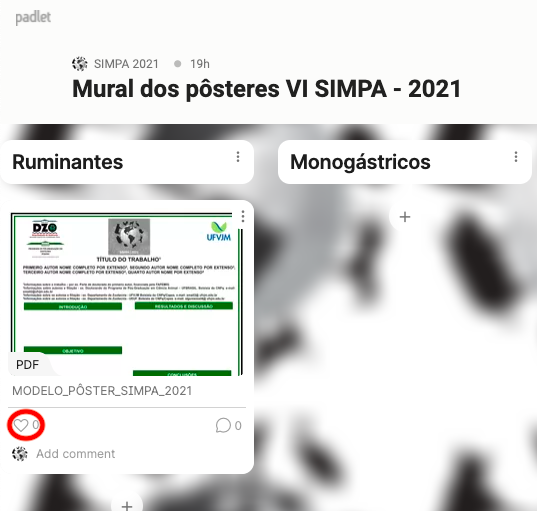 padlet
SIMPA 2021 19h
Mural dos pôsteres VI SIMPA - 2021
Ruminantes
Monogástricos
DZO
UFVJM
TÍTULO DO TRABALHO¹
PRIMEIRO AUTOR NOME COMPLETO POR EXTENSO², SEGUNDO AUTOR NOME COMPLETO POR EXTENSO³,
TERCEIRO AUTOR NOME COMPLETO POR EXTENSO⁴, QUARTO AUTOR NOME COMPLETO POR EXTENSO⁵
INTRODUÇÃO
RESULTADOS E DISCUSSÃO
OBJETIVO
CONCLUSÕES
PDF
MODELO_PÔSTER_SIMPA_2021
0
0
Add comment